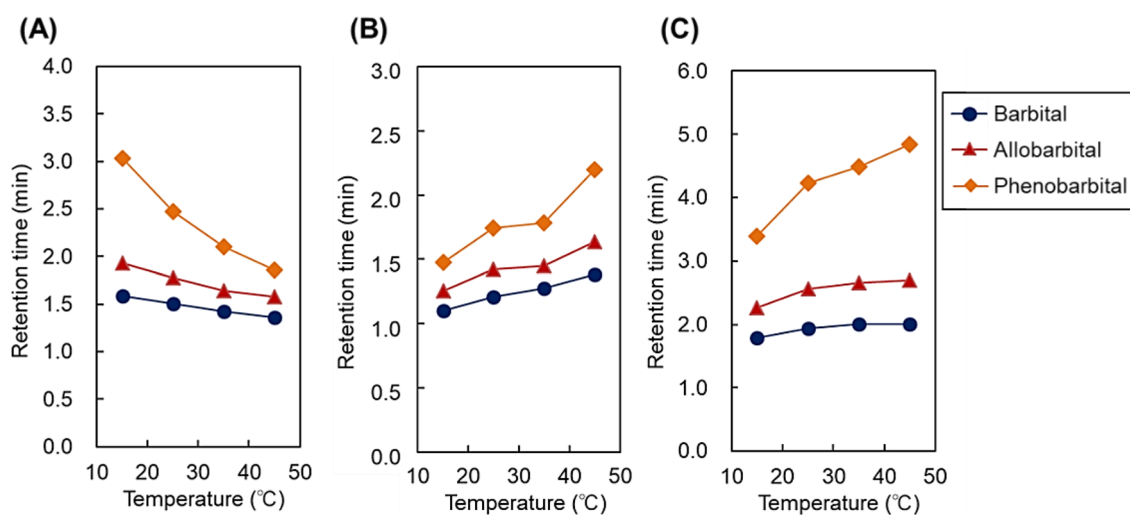 (A)
(B)
(C)
Retention time (min)
4.0
3.5
3.0
2.5
2.0
1.5
1.0
0.5
0.0
10 20 30 40 50
Temperature (℃)
Retention time (min)
3.0
2.5
2.0
1.5
1.0
0.5
0.0
10 20 30 40 50
Temperature (℃)
Retention time (min)
6.0
5.0
4.0
3.0
2.0
1.0
0.0
10 20 30 40 50
Temperature (℃)
Barbital
Allobarbital
Phenobarbital